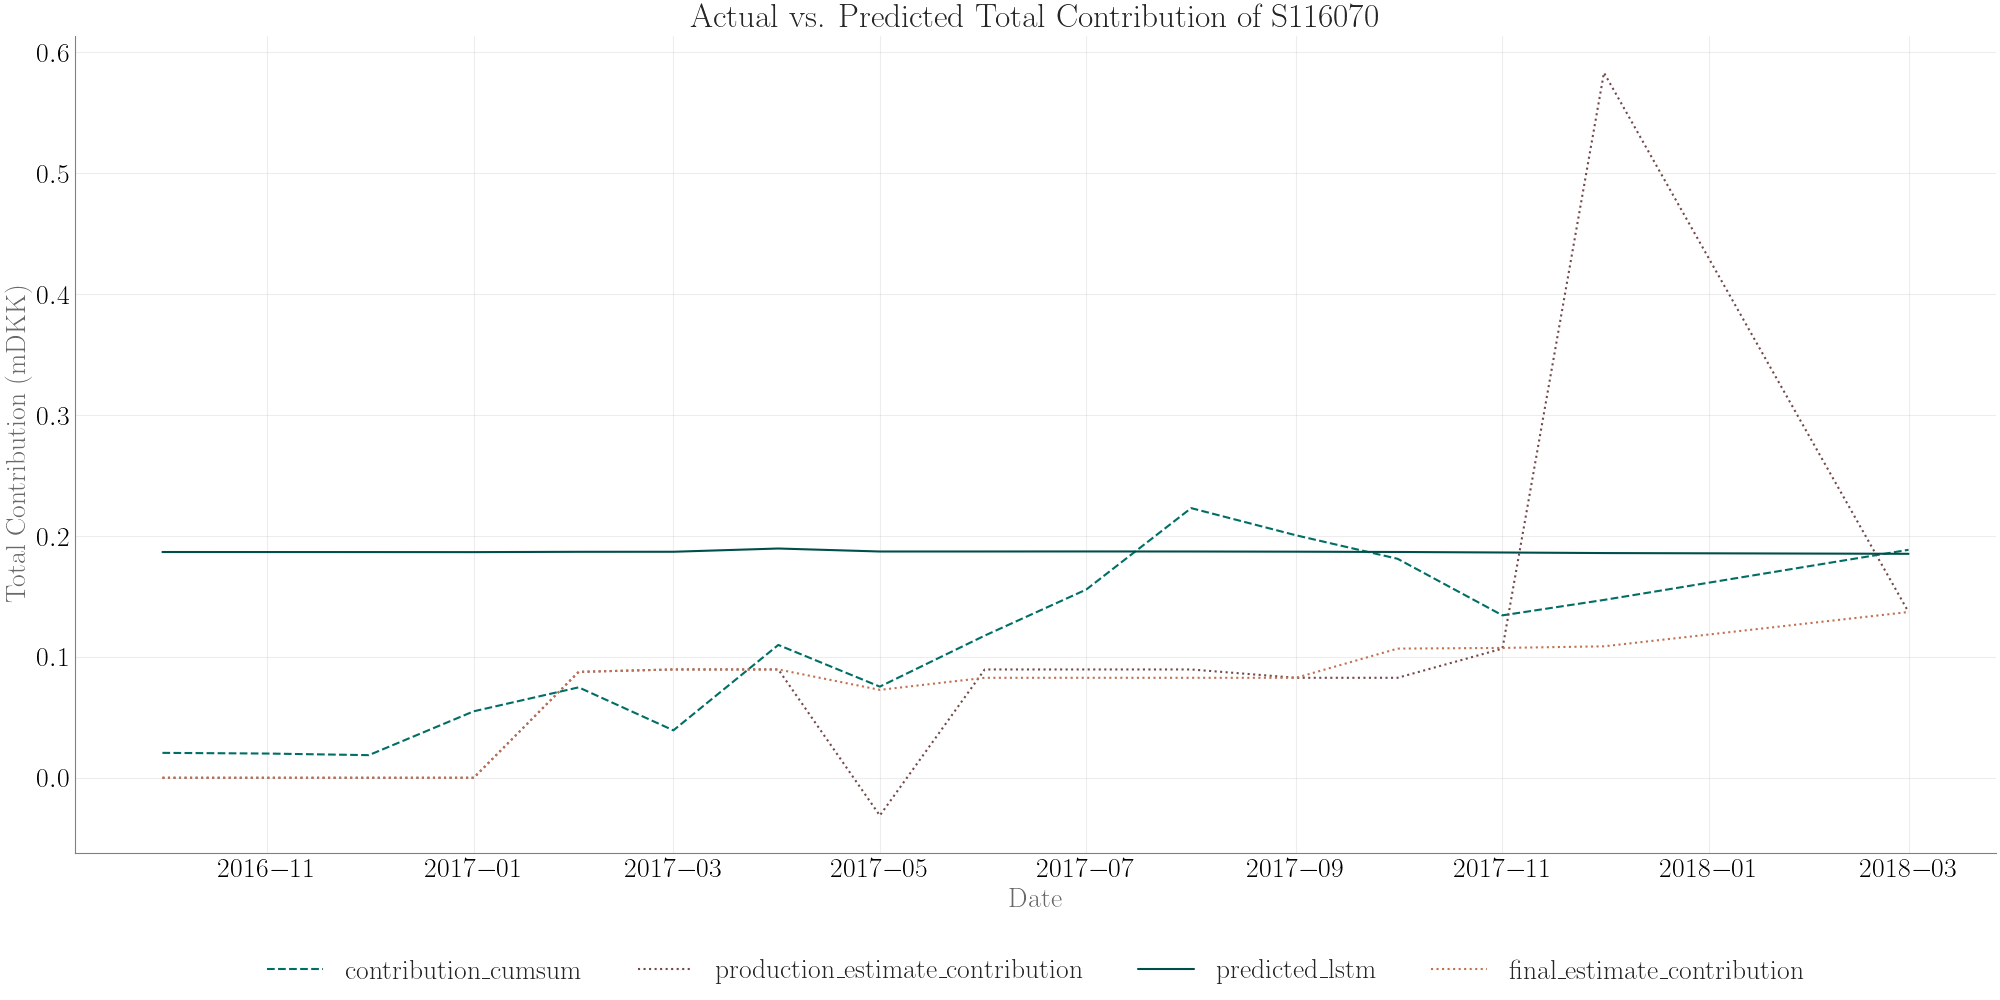 Actual vs. Predicted Total Contribution of S116070
0.6
0.5
0.4
0.3
0.2
0.1
0.0
Total Contribution (mDKK)
2016−11 2017−01 2017−03 2017−05 2017−07 2017−09 2017−11 2018−01 2018−03
Date
contribution_cumsum production_estimate_contribution predicted_lstm final_estimate_contribution